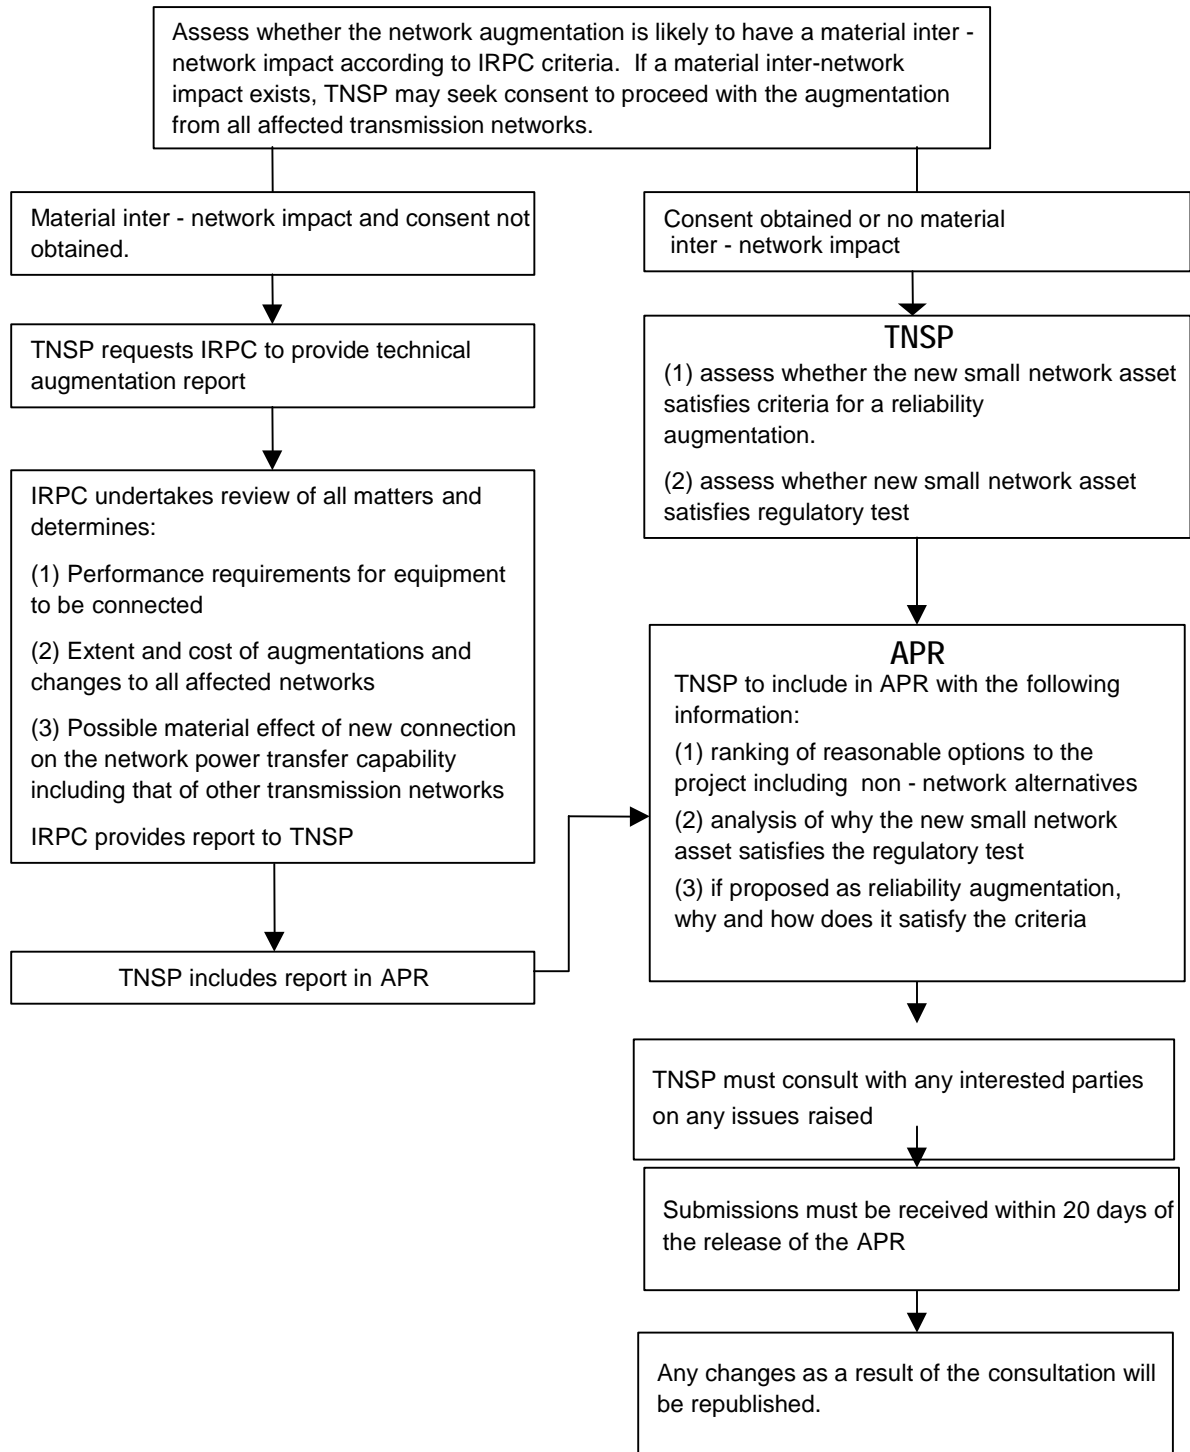 Assess whether the network augmentation is likely to have a material inter -
network impact according to IRPC criteria.  If a material inter-network
impact exists, TNSP may seek consent to proceed with the augmentation
from all affected transmission networks.
Material inter - network impact and consent not
obtained.
TNSP requests IRPC to provide technical
augmentation report
IRPC undertakes review of all matters and
determines:
(1) Performance requirements for equipment
to be connected
(2) Extent and cost of augmentations and
changes to all affected networks
(3) Possible material effect of new connection
on the network power transfer capability
including that of other transmission networks
IRPC provides report to TNSP
TNSP includes report in APR
Consent obtained or no material
inter - network impact
TNSP
(1) assess whether the new small network asset
satisfies criteria for a reliability
augmentation.
(2) assess whether new small network asset
satisfies regulatory test
APR
TNSP to include in APR with the following
information:
(1) ranking of reasonable options to the
project including  non - network alternatives
(2) analysis of why the new small network
asset satisfies the regulatory test
(3) if proposed as reliability augmentation,
why and how does it satisfy the criteria
TNSP must consult with any interested parties
on any issues raised
Submissions must be received within 20 days of
the release of the APR
Any changes as a result of the consultation will
be republished.